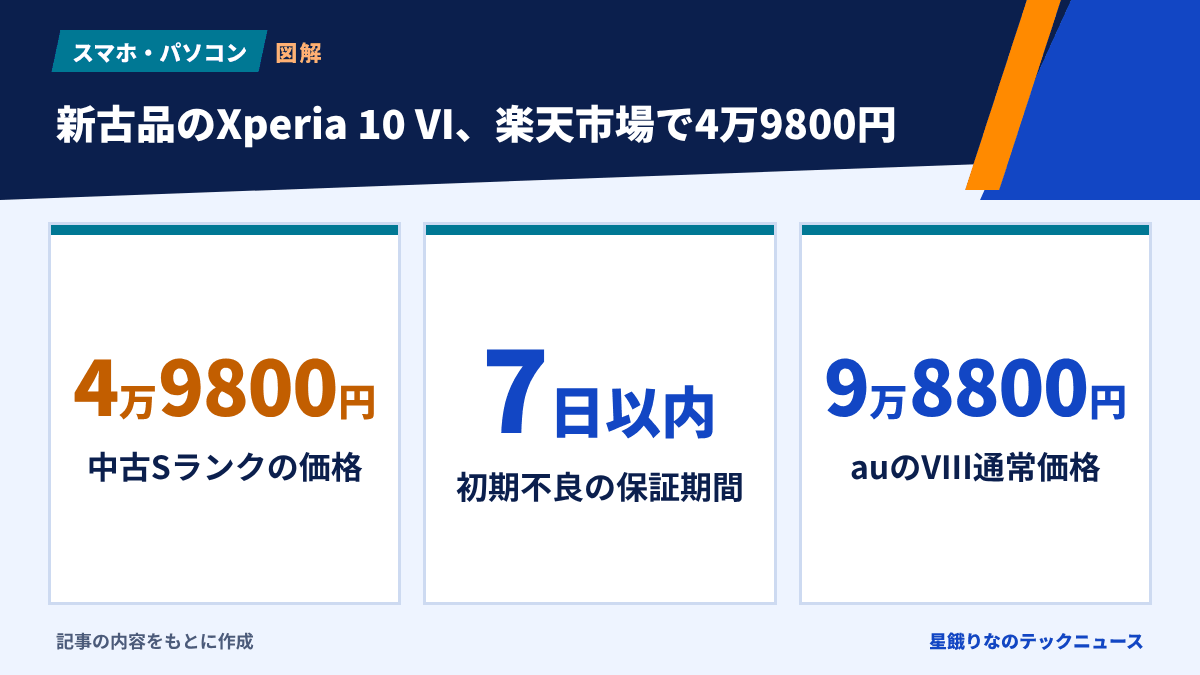 スマホ・パソコン 図解
新古品のXperia 10 VI、楽天市場で4万9800円
4万9800円
中古Sランクの価格
7日以内
初期不良の保証期間
9万8800円
auのVIII通常価格
記事の内容をもとに作成
星餓りなのテックニュース